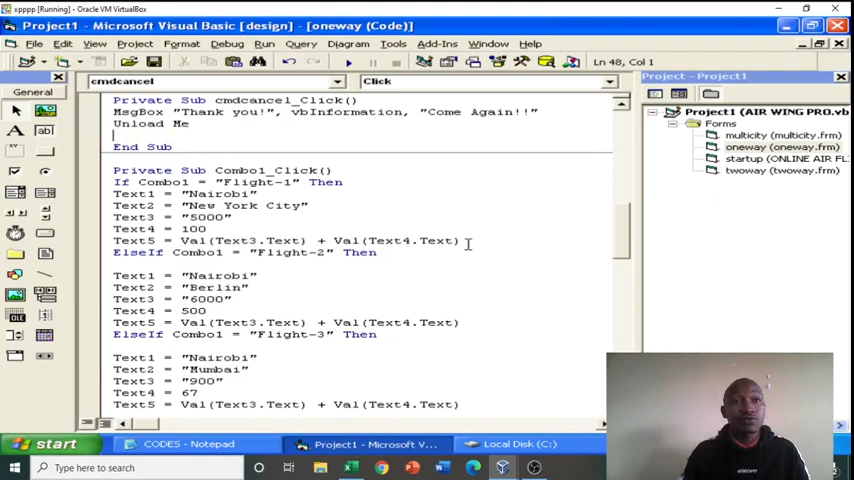 xpppp [Running] - Oracle VM VirtualBox
Project1 - Microsoft Visual Basic [design] - [oneway (Code)]
File Edit View Project Format Debug Run Query Diagram Tools Add-Ins Window Help
Ln 48, Col 1
General
cmdcancel Click
Private Sub cmdcancel_Click()
MsgBox "Thank you!", vbInformation, "Come Again!!"
Unload Me
End Sub
Private Sub Combo1_Click()
If Combo1 = "Flight-1" Then
Text1 = "Nairobi"
Text2 = "New York City"
Text3 = "5000"
Text4 = 100
Text5 = Val(Text3.Text) + Val(Text4.Text)
ElseIf Combo1 = "Flight-2" Then
Text1 = "Nairobi"
Text2 = "Berlin"
Text3 = "6000"
Text4 = 500
Text5 = Val(Text3.Text) + Val(Text4.Text)
ElseIf Combo1 = "Flight-3" Then
Text1 = "Nairobi"
Text2 = "Mumbai"
Text3 = "900"
Text4 = 67
Text5 = Val(Text3.Text) + Val(Text4.Text)
Project - Project1
Project1 (AIR WING PRO.vb
Forms
multicity (multicity.frm)
oneway (oneway.frm)
startup (ONLINE AIR FL
twoway (twoway.frm)
start
CODES - Notepad
Project1 - Microsoft V...
Local Disk (C:)
Type here to search